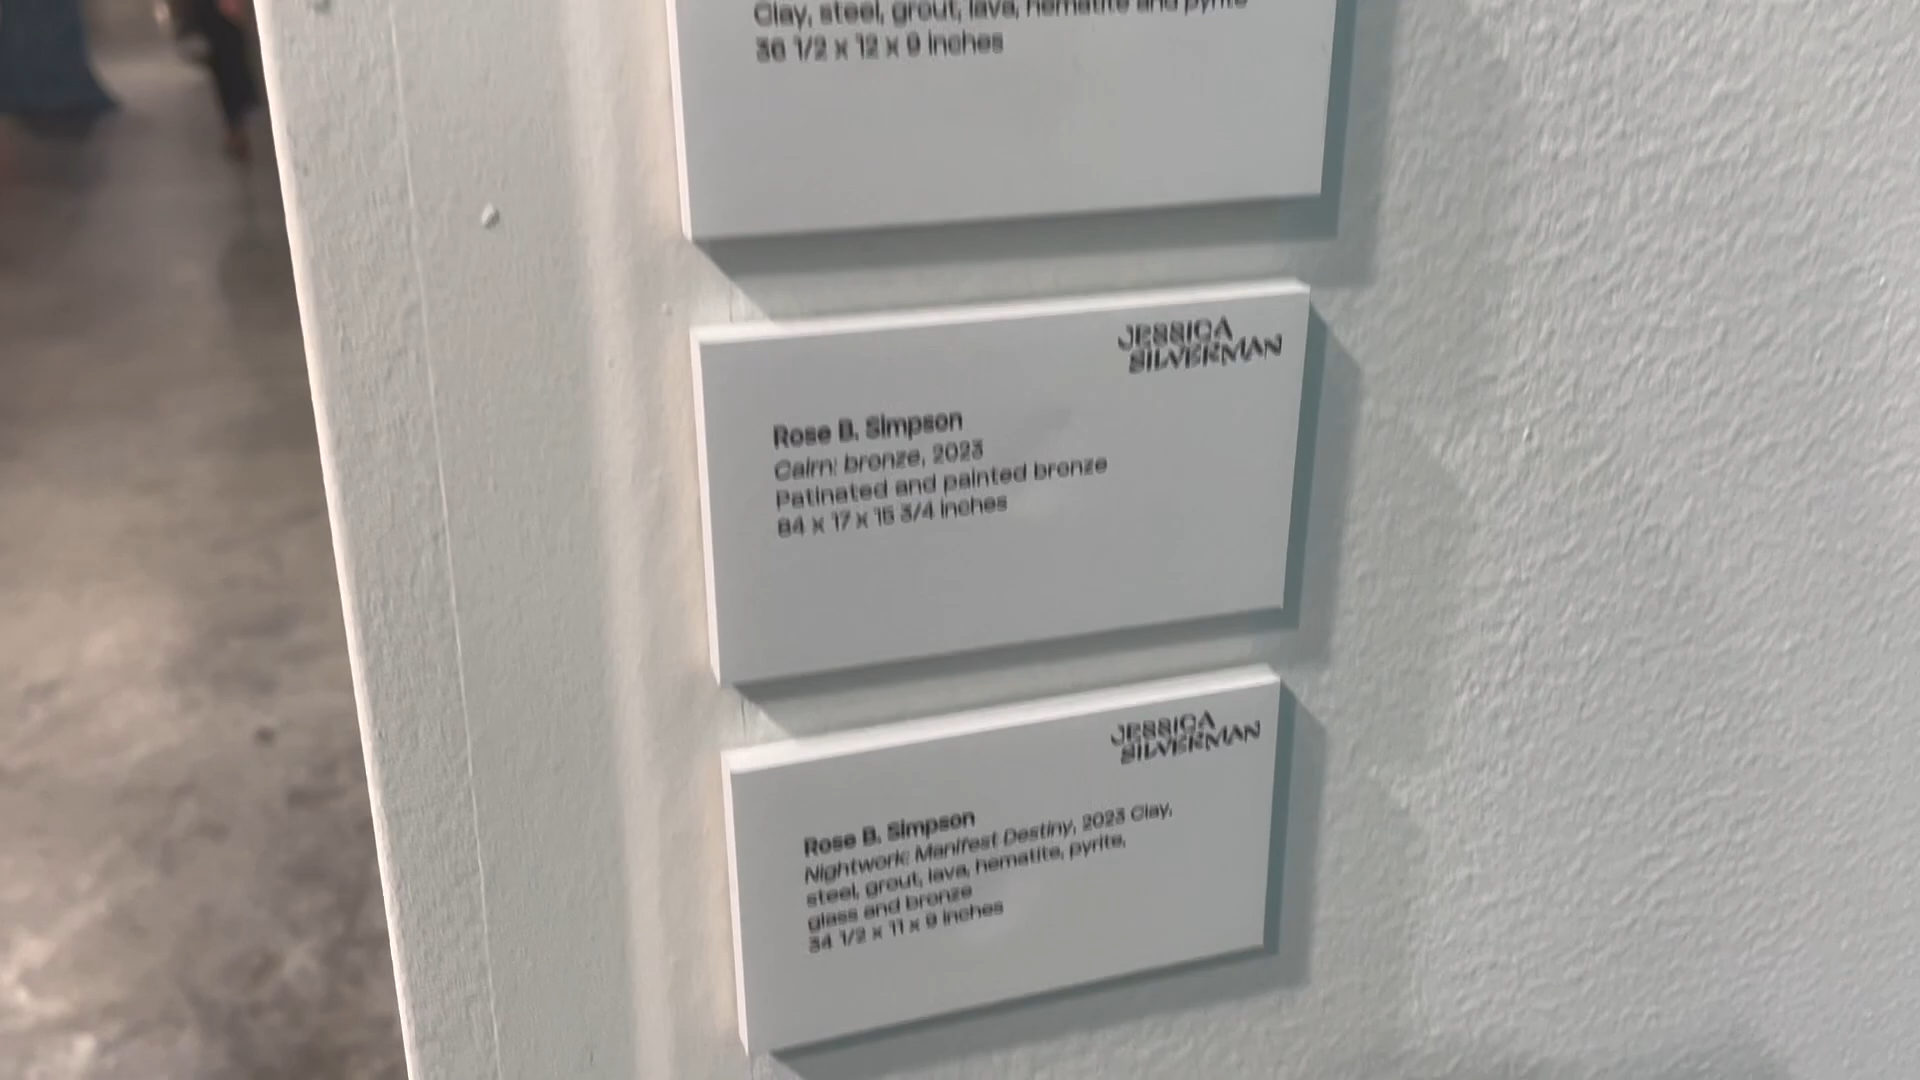 Clay, steel, grout, lava, hematite and pyrite
36 1/2 x 12 x 9 inches
JESSICA
SILVERMAN
Rose B. Simpson
Cairn: bronze, 2023
Patinated and painted bronze
84 x 17 x 15 3/4 inches
JESSICA
SILVERMAN
Rose B. Simpson
Nightwork: Manifest Destiny, 2023 Clay,
steel, grout, lava, hematite, pyrite,
glass and bronze
34 1/2 x 11 x 9 inches